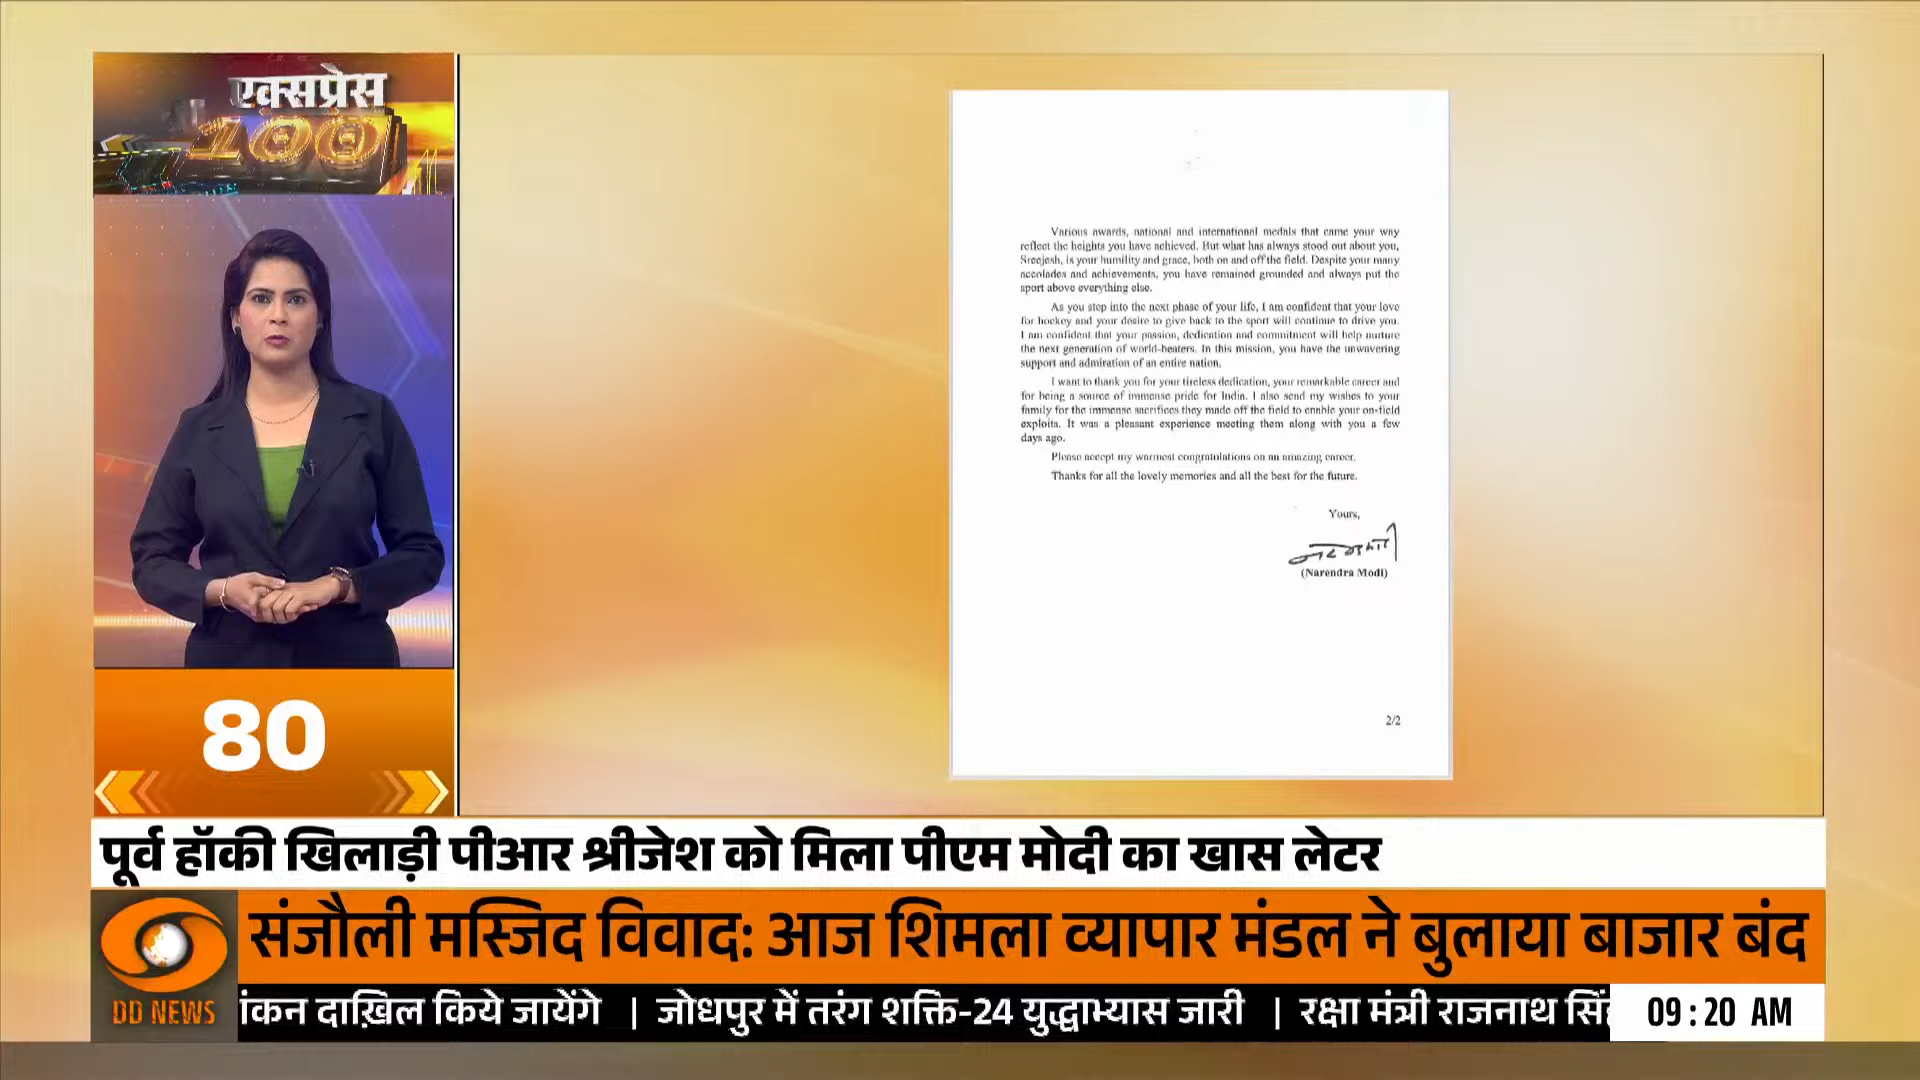 एक्सप्रेस
100
Various awards, national and international medals that came your way
reflect the heights you have achieved. But what has always stood out about you,
Sreejesh, is your humility and grace, both on and off the field. Despite your many
accolades and achievements, you have remained grounded and always put the
sport above everything else.
As you step into the next phase of your life, I am confident that your love
for hockey and your desire to give back to the sport will continue to drive you.
I am confident that your passion, dedication and commitment will help nurture
the next generation of world-beaters. In this mission, you have the unwavering
support and admiration of an entire nation.
I want to thank you for your tireless dedication, your remarkable career and
for being a source of immense pride for India. I also send my wishes to your
family for the immense sacrifices they made off the field to enable your on-field
exploits. It was a pleasant experience meeting them along with you a few
days ago.
Please accept my warmest congratulations on an amazing career.
Thanks for all the lovely memories and all the best for the future.
Yours,
(Narendra Modi)
2/2
80
पूर्व हॉकी खिलाड़ी पीआर श्रीजेश को मिला पीएम मोदी का खास लेटर
संजौली मस्जिद विवाद: आज शिमला व्यापार मंडल ने बुलाया बाजार बंद
DD NEWS
ांकन दाख़िल किये जायेंगे | जोधपुर में तरंग शक्ति-24 युद्धाभ्यास जारी | रक्षा मंत्री राजनाथ सिंह
09:20 AM